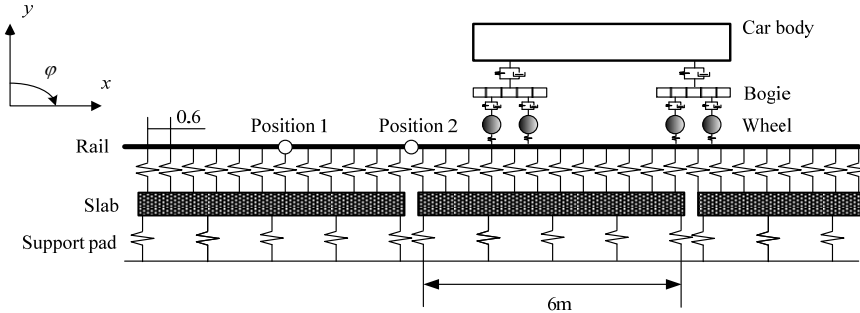 y
Car body
φ
x
Bogie
0.6
Position 1
Position 2
Wheel
Rail
Slab
Support pad
6m